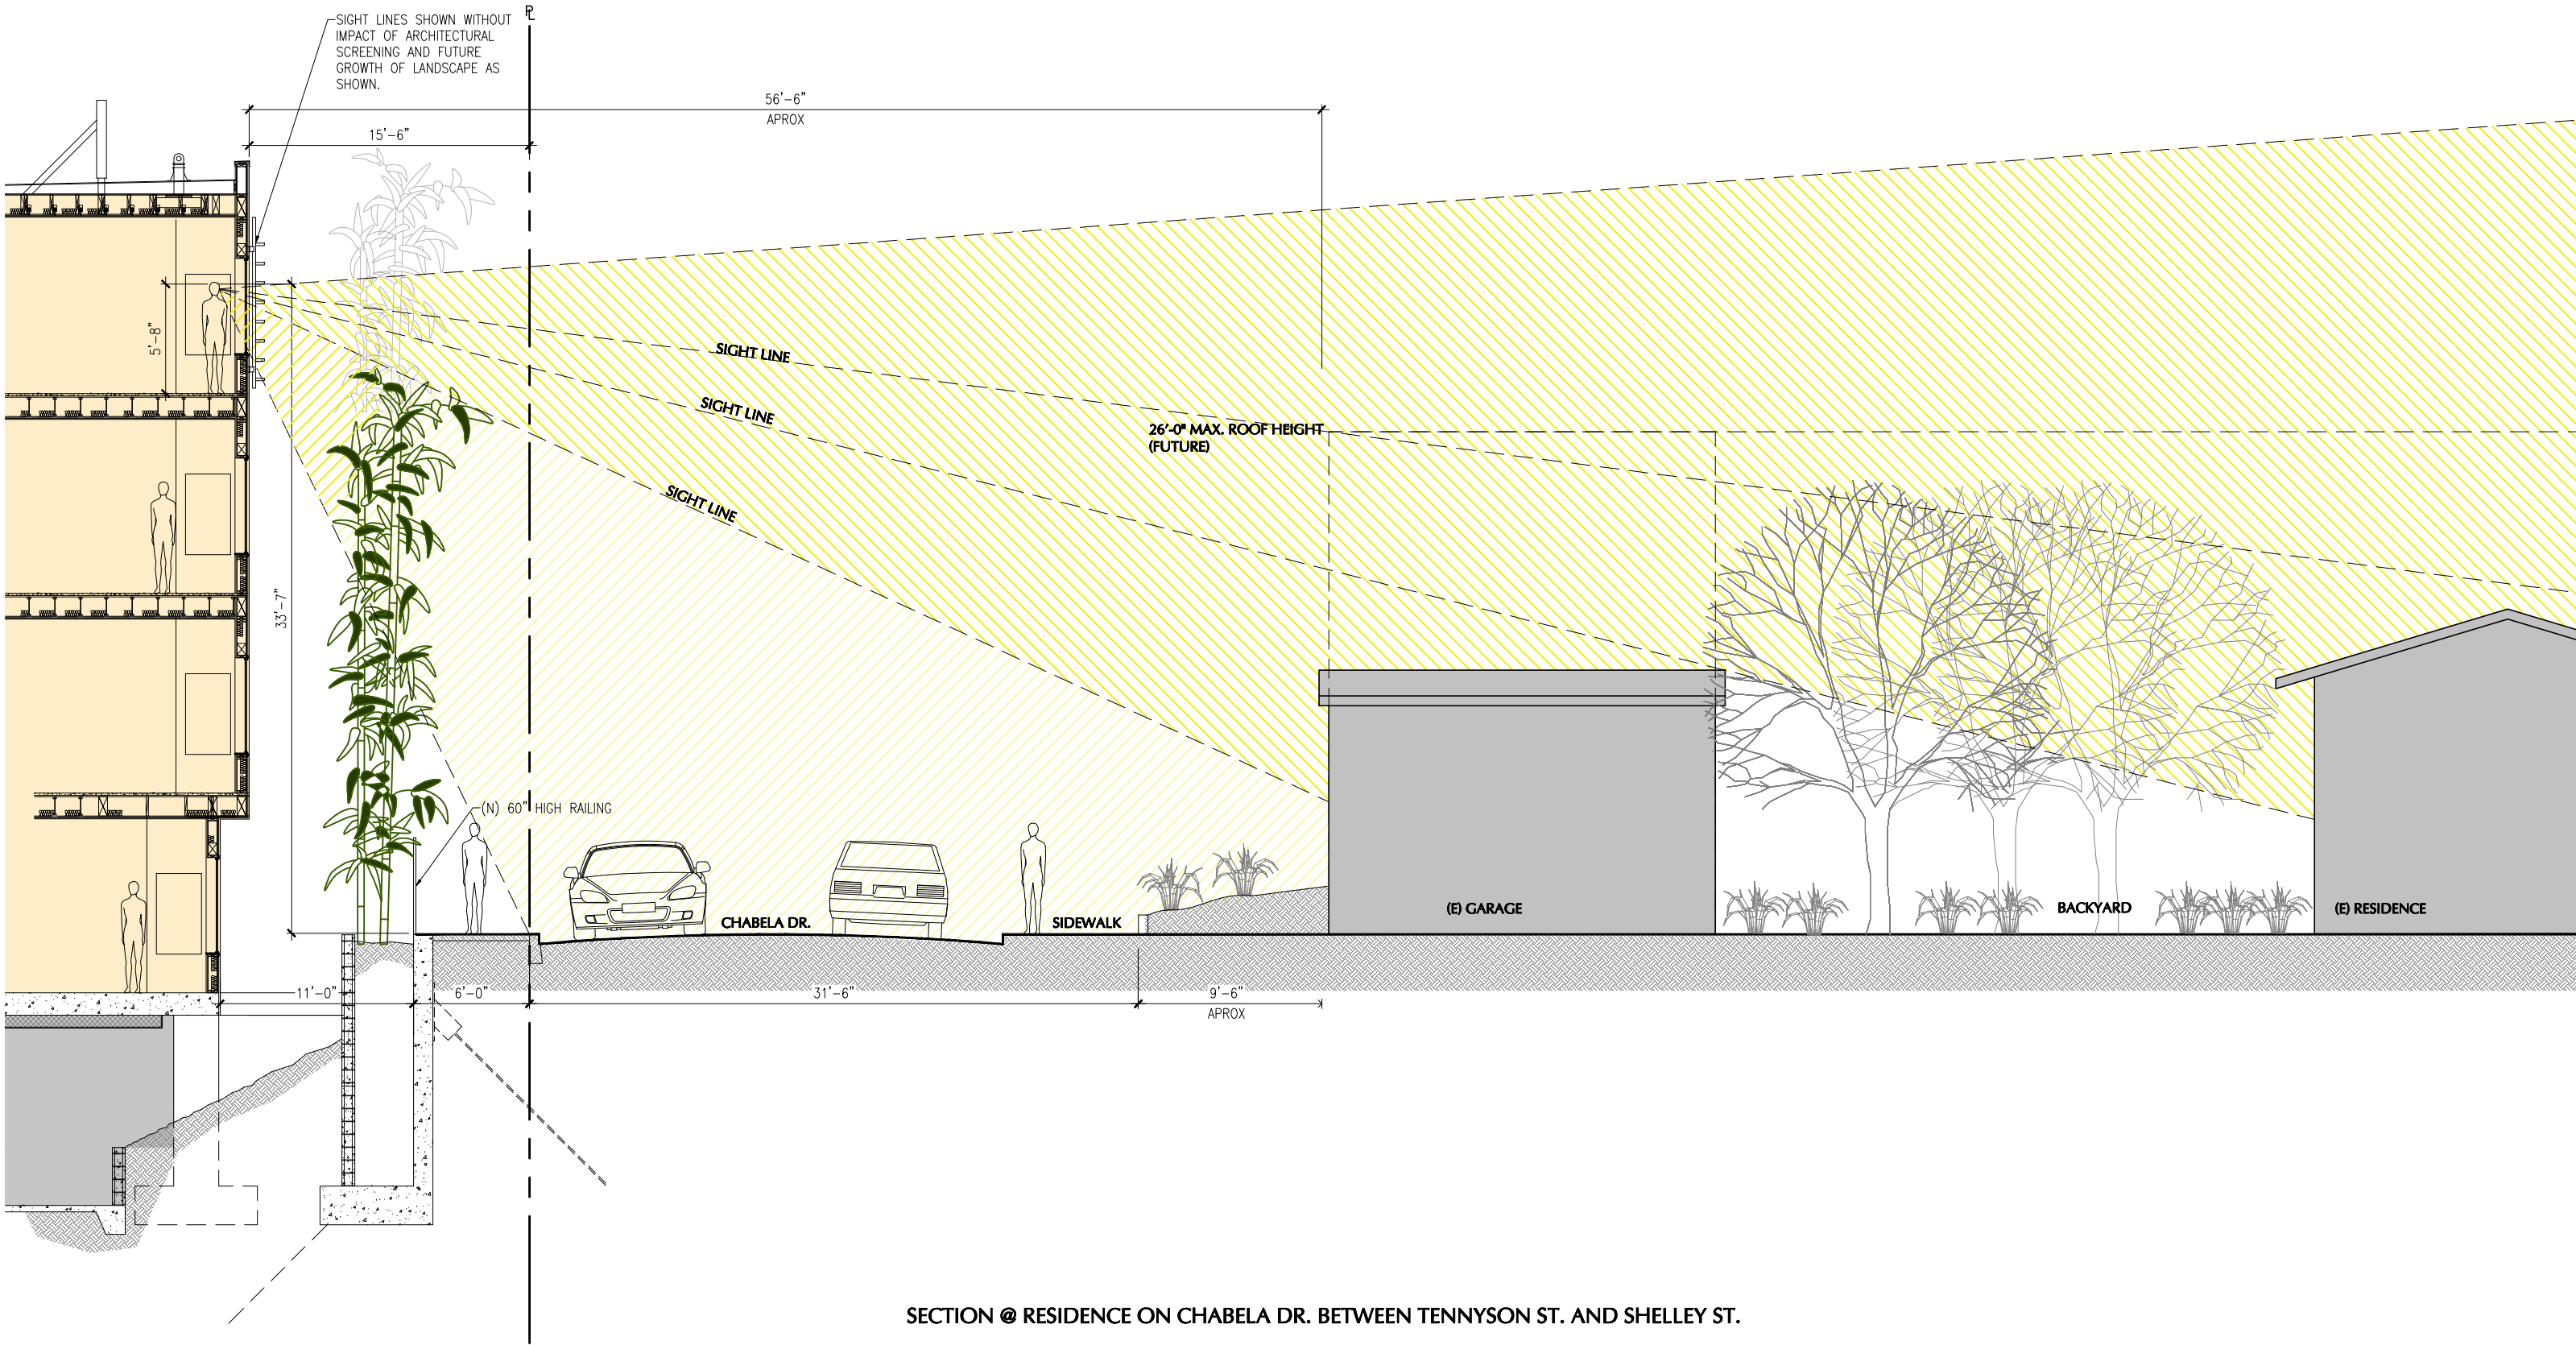 SIGHT LINES SHOWN WITHOUT
IMPACT OF ARCHITECTURAL
SCREENING AND FUTURE
GROWTH OF LANDSCAPE AS
SHOWN.
PL
56'-6"
APROX
15'-6"
5'-8"
33'-7"
SIGHT LINE
SIGHT LINE
SIGHT LINE
26'-0" MAX. ROOF HEIGHT
(FUTURE)
(N) 60" HIGH RAILING
CHABELA DR.
SIDEWALK
(E) GARAGE
BACKYARD
(E) RESIDENCE
11'-0"
6'-0"
31'-6"
9'-6"
APROX
SECTION @ RESIDENCE ON CHABELA DR. BETWEEN TENNYSON ST. AND SHELLEY ST.